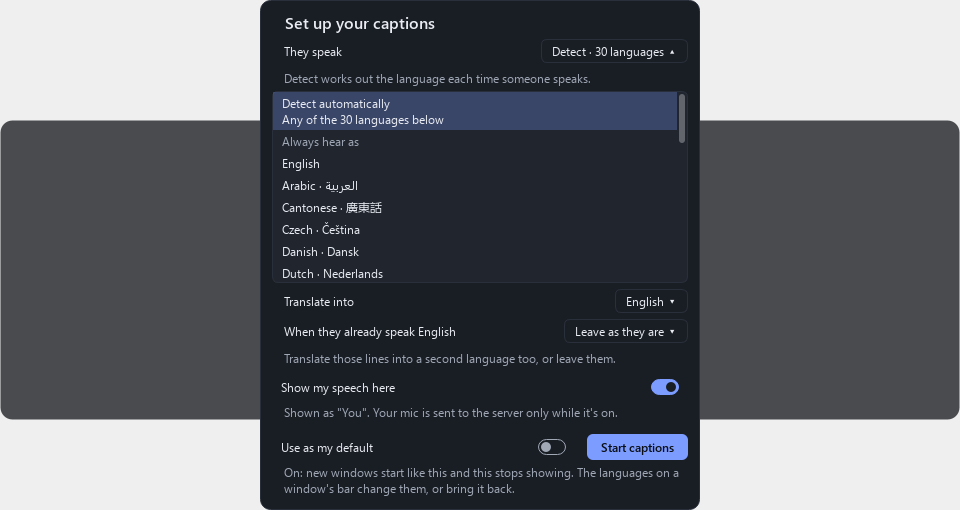 Set up your captions
They speak
Detect · 30 languages ▴
Detect works out the language each time someone speaks.
Detect automatically
Any of the 30 languages below
Always hear as
English
Arabic · العربية
Cantonese · 廣東話
Czech · Čeština
Danish · Dansk
Dutch · Nederlands
Translate into
English ▾
When they already speak English
Leave as they are ▾
Translate those lines into a second language too, or leave them.
Show my speech here
Shown as "You". Your mic is sent to the server only while it's on.
Use as my default
Start captions
On: new windows start like this and this stops showing. The languages on a
window's bar change them, or bring it back.